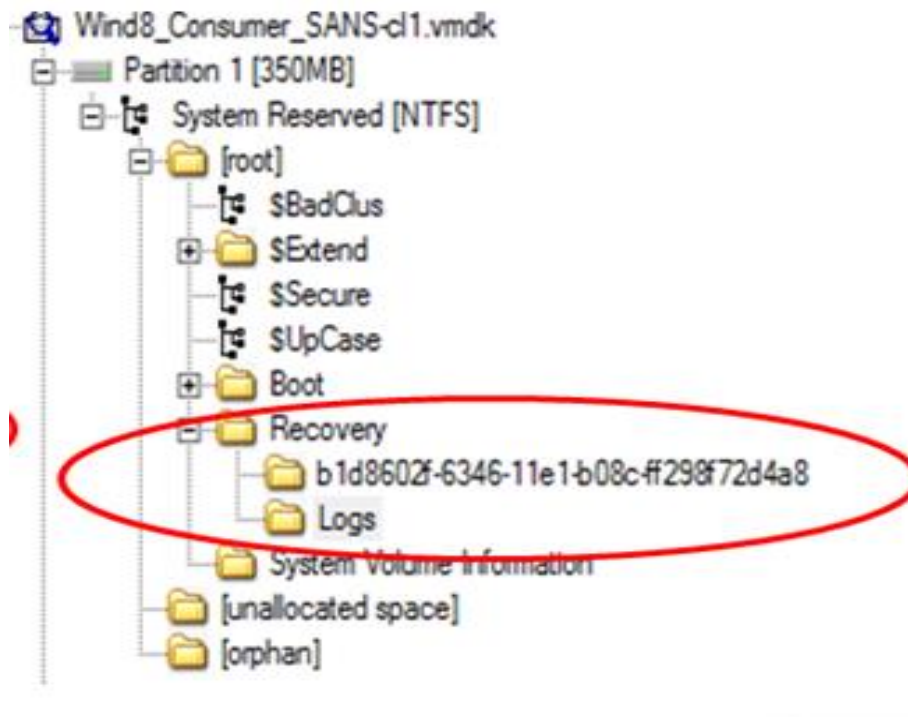 Wind8_Consumer_SANS-cl1.vmdk
Partition 1 [350MB]
System Reserved [NTFS]
[root]
$BadClus
$Extend
$Secure
$UpCase
Boot
Recovery
b1d8602f-6346-11e1-b08c-ff298f72d4a8
Logs
System Volume Information
[unallocated space]
[orphan]